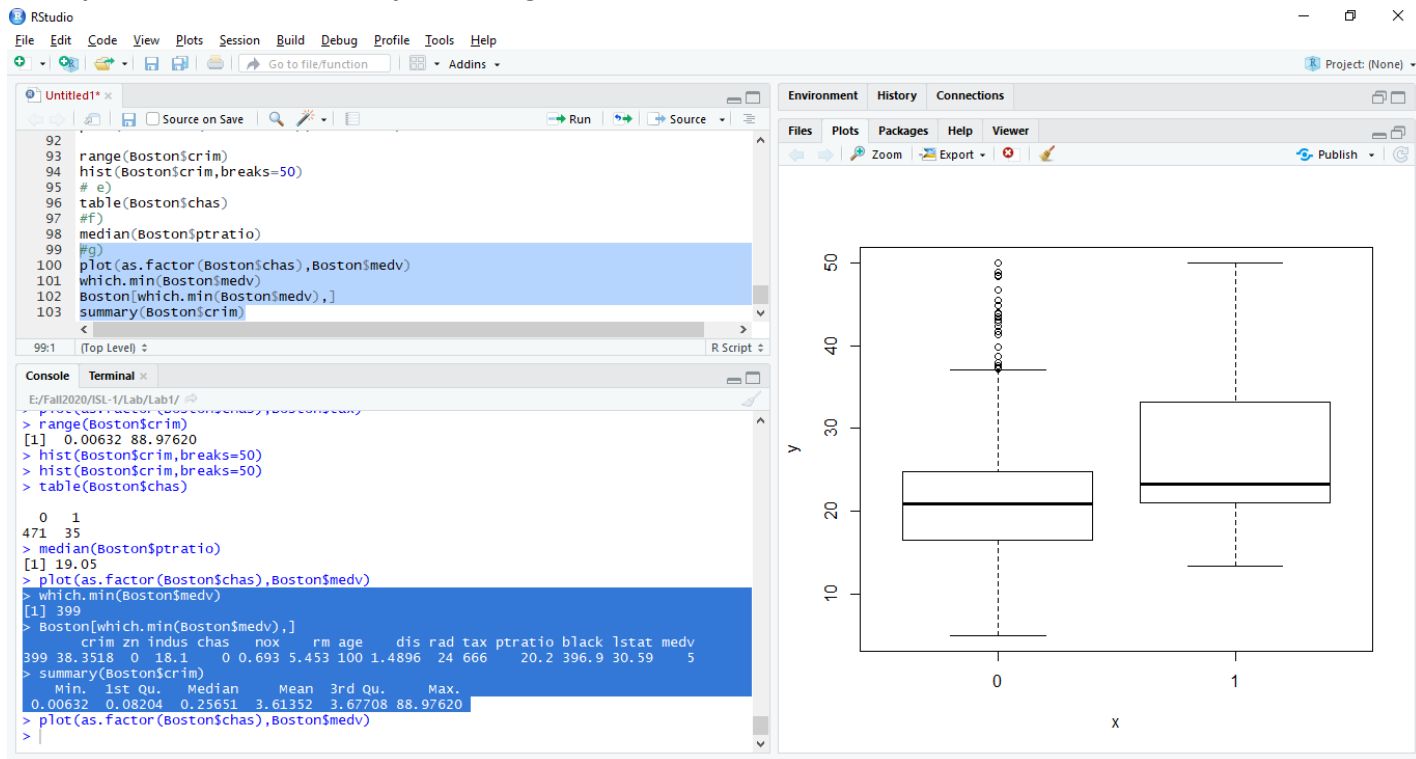 RStudio
File Edit Code View Plots Session Build Debug Profile Tools Help
Go to file/function Addins Project: (None)
Untitled1*
Source on Save Run Source
92
93 range(Boston$crim)
94 hist(Boston$crim,breaks=50)
95 # e)
96 table(Boston$chas)
97 #f)
98 median(Boston$ptratio)
99 #g)
100 plot(as.factor(Boston$chas),Boston$medv)
101 which.min(Boston$medv)
102 Boston[which.min(Boston$medv),]
103 summary(Boston$crim)
99:1 (Top Level) R Script
Console Terminal
E:/Fall2020/ISL-1/Lab/Lab1/
> plot(as.factor(Boston$chas),Boston$tax)
> range(Boston$crim)
[1] 0.00632 88.97620
> hist(Boston$crim,breaks=50)
> hist(Boston$crim,breaks=50)
> table(Boston$chas)
0 1
471 35
> median(Boston$ptratio)
[1] 19.05
> plot(as.factor(Boston$chas),Boston$medv)
> which.min(Boston$medv)
[1] 399
> Boston[which.min(Boston$medv),]
crim zn indus chas nox rm age dis rad tax ptratio black lstat medv
399 38.3518 0 18.1 0 0.693 5.453 100 1.4896 24 666 20.2 396.9 30.59 5
> summary(Boston$crim)
Min. 1st Qu. Median Mean 3rd Qu. Max.
0.00632 0.08204 0.25651 3.61352 3.67708 88.97620
> plot(as.factor(Boston$chas),Boston$medv)
>
Environment History Connections
Files Plots Packages Help Viewer
Zoom Export Publish
50
40
30
20
10
y
0 1
x